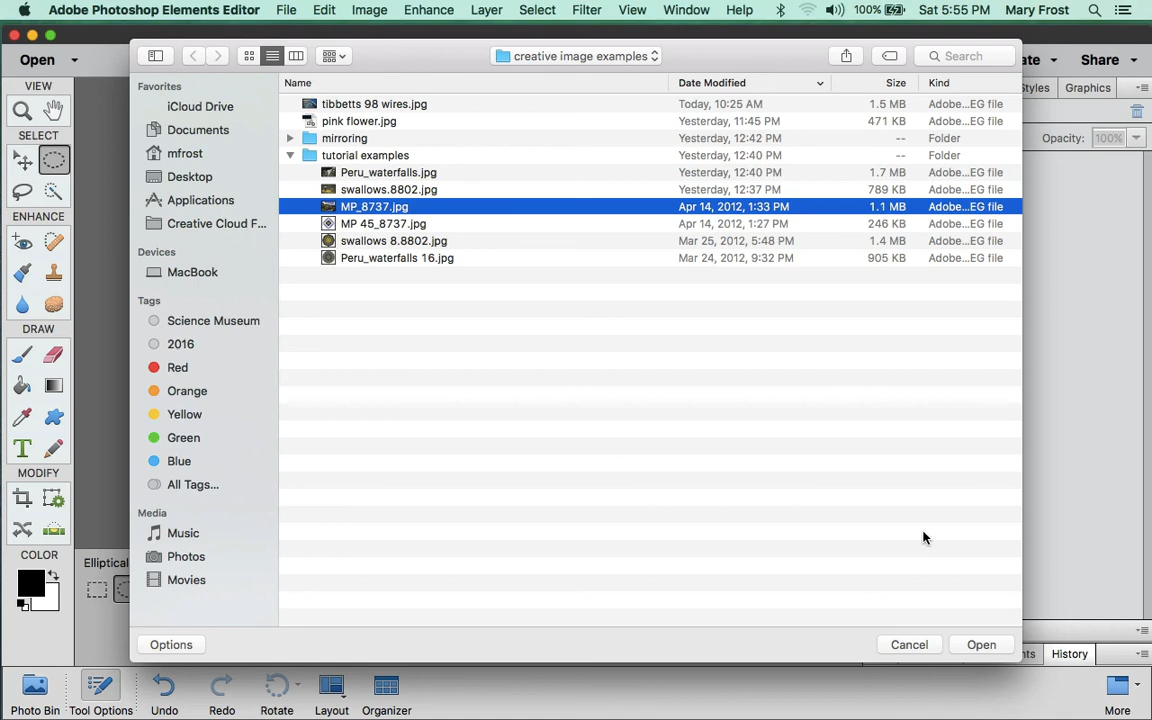 Adobe Photoshop Elements Editor File Edit Image Enhance Layer Select Filter View Window Help 100% Sat 5:55 PM Mary Frost
Open
ate Share
creative image examples
Search
VIEW
SELECT
ENHANCE
DRAW
MODIFY
COLOR
Styles Graphics
Opacity: 100%
Favorites
iCloud Drive
Documents
mfrost
Desktop
Applications
Creative Cloud F...
Devices
MacBook
Tags
Science Museum
2016
Red
Orange
Yellow
Green
Blue
All Tags...
Media
Music
Photos
Movies
Name Date Modified Size Kind
tibbetts 98 wires.jpg Today, 10:25 AM 1.5 MB Adobe...EG file
pink flower.jpg Yesterday, 11:45 PM 471 KB Adobe...EG file
mirroring Yesterday, 12:42 PM -- Folder
tutorial examples Yesterday, 12:40 PM -- Folder
Peru_waterfalls.jpg Yesterday, 12:40 PM 1.7 MB Adobe...EG file
swallows.8802.jpg Yesterday, 12:37 PM 789 KB Adobe...EG file
MP_8737.jpg Apr 14, 2012, 1:33 PM 1.1 MB Adobe...EG file
MP 45_8737.jpg Apr 14, 2012, 1:27 PM 246 KB Adobe...EG file
swallows 8.8802.jpg Mar 25, 2012, 5:48 PM 1.4 MB Adobe...EG file
Peru_waterfalls 16.jpg Mar 24, 2012, 9:32 PM 905 KB Adobe...EG file
Elliptical
Options Cancel Open
nts History
Photo Bin Tool Options Undo Redo Rotate Layout Organizer More